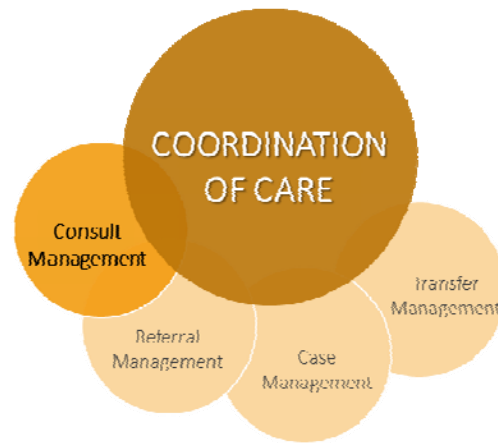 COORDINATION
OF CARE
Consult
Management
Referral
Management
Case
Management
Transfer
Management